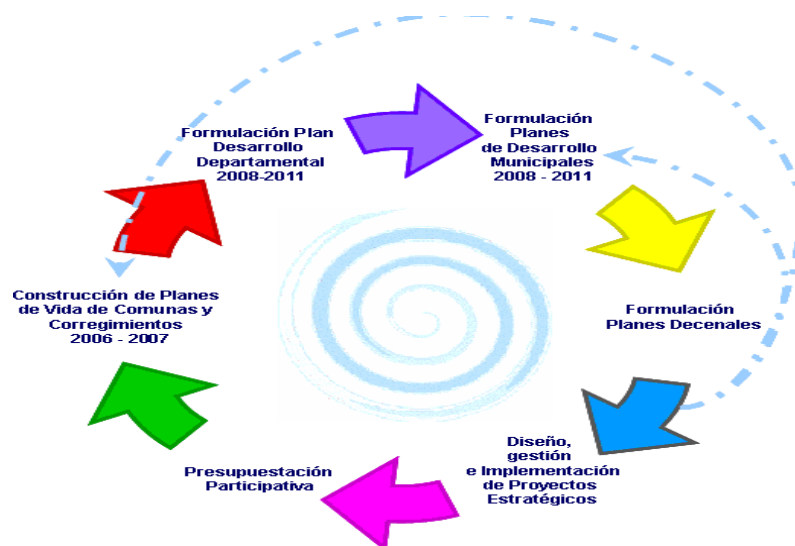 Formulación Plan
Desarrollo
Departamental
2008-2011
Formulación
Planes
de Desarrollo
Municipales
2008 - 2011
Formulación
Planes Decenales
Diseño,
gestión
e Implementación
de Proyectos
Estratégicos
Presupuestación
Participativa
Construcción de Planes
de Vida de Comunas y
Corregimientos
2006 - 2007